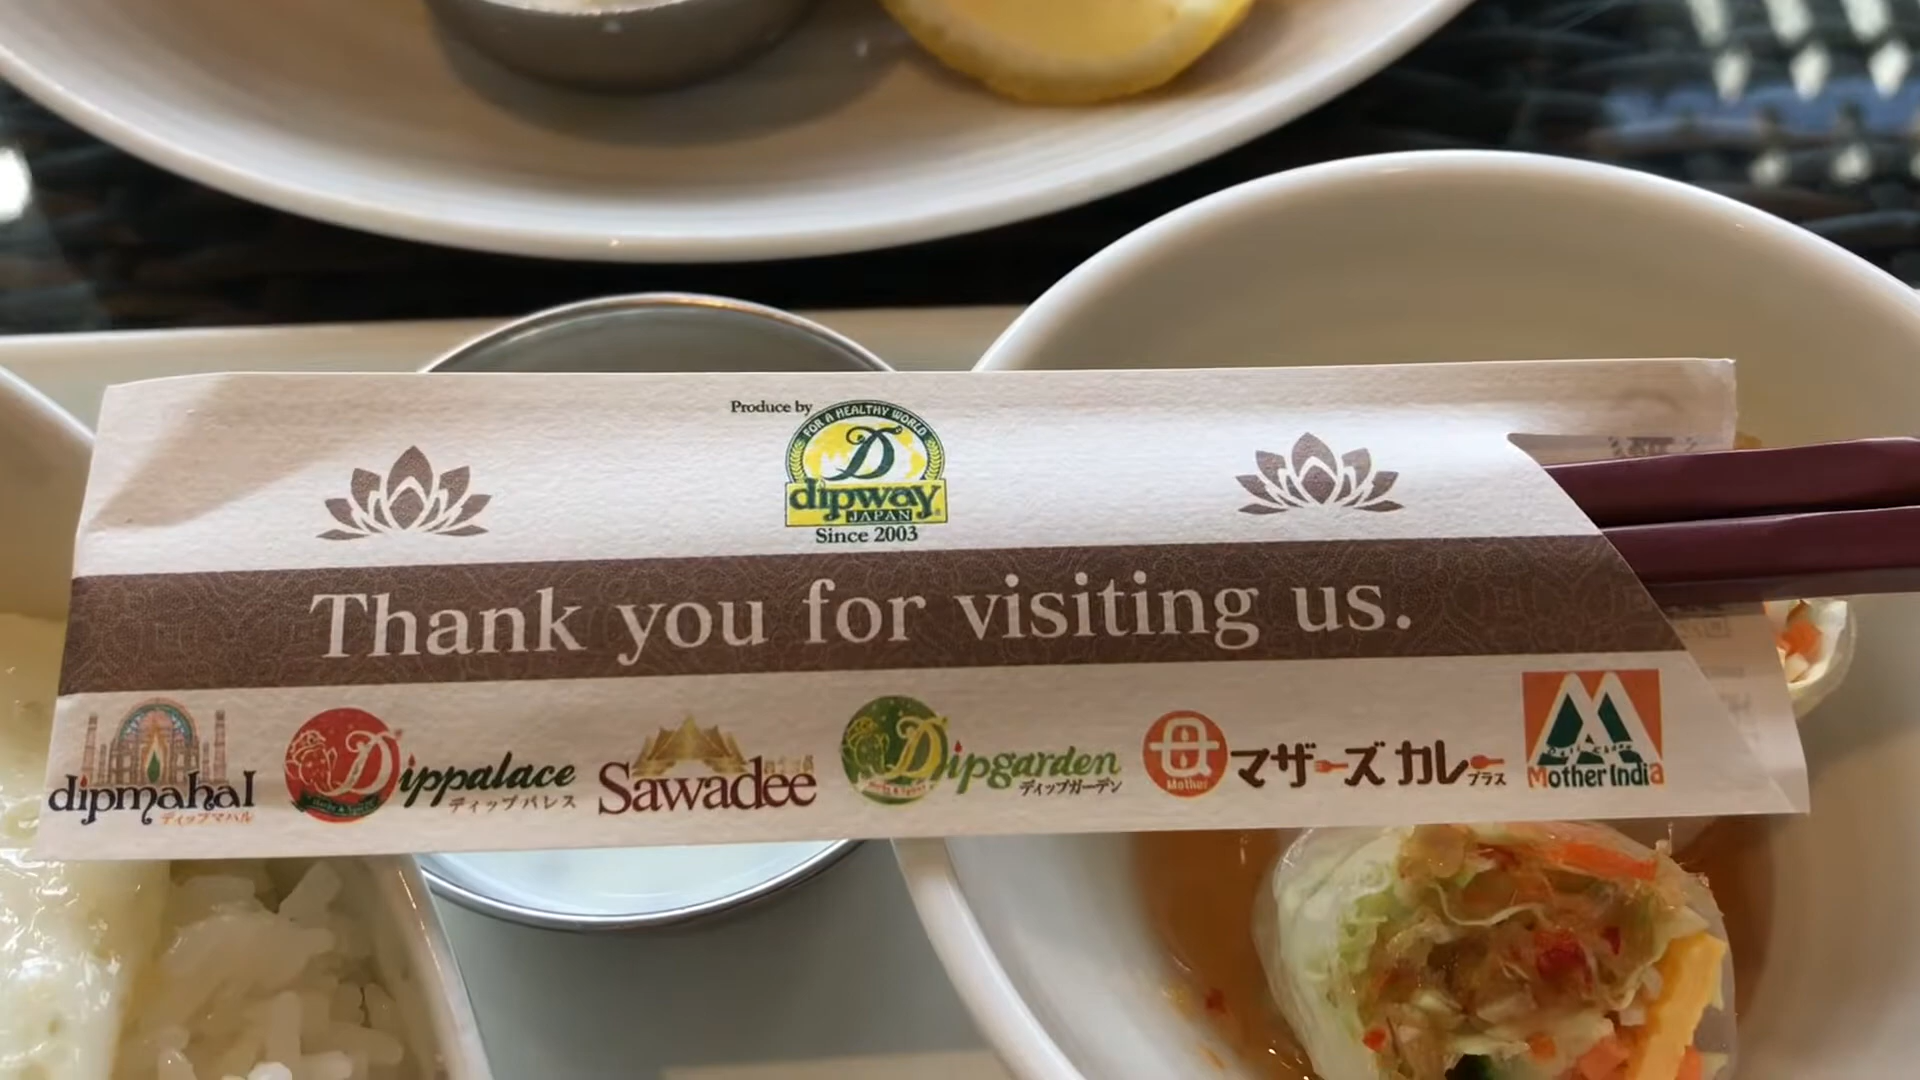 Produce by
FOR A HEALTHY WORLD
D
dipway
JAPAN
Since 2003
Thank you for visiting us.
dipmahal
ディップマハル
Dippalace
ディップパレス
Sawadee
Dipgarden
ディップガーデン
母
Mother
マザーズカレー
プラス
Mother India